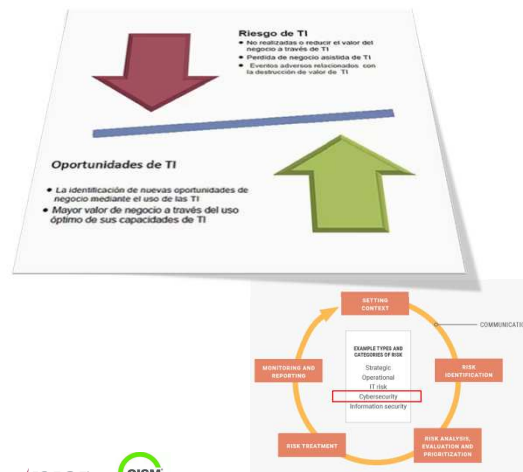 Riesgo de TI
• No realizadas o reducir el valor del
negocio a través de TI
• Perdida de negocio asistida de TI
• Eventos adversos relacionados con
la destrucción de valor de TI
Oportunidades de TI
• La identificación de nuevas oportunidades de
negocio mediante el uso de las TI
• Mayor valor de negocio a través del uso
óptimo de sus capacidades de TI
SETTING
CONTEXT
COMMUNICATI
EXAMPLE TYPES AND
CATEGORIES OF RISK
Strategic
Operational
IT risk
Cybersecurity
Information security
MONITORING AND
REPORTING
RISK
IDENTIFICATION
RISK TREATMENT
RISK ANALYSIS,
EVALUATION AND
PRIORITIZATION
CISM